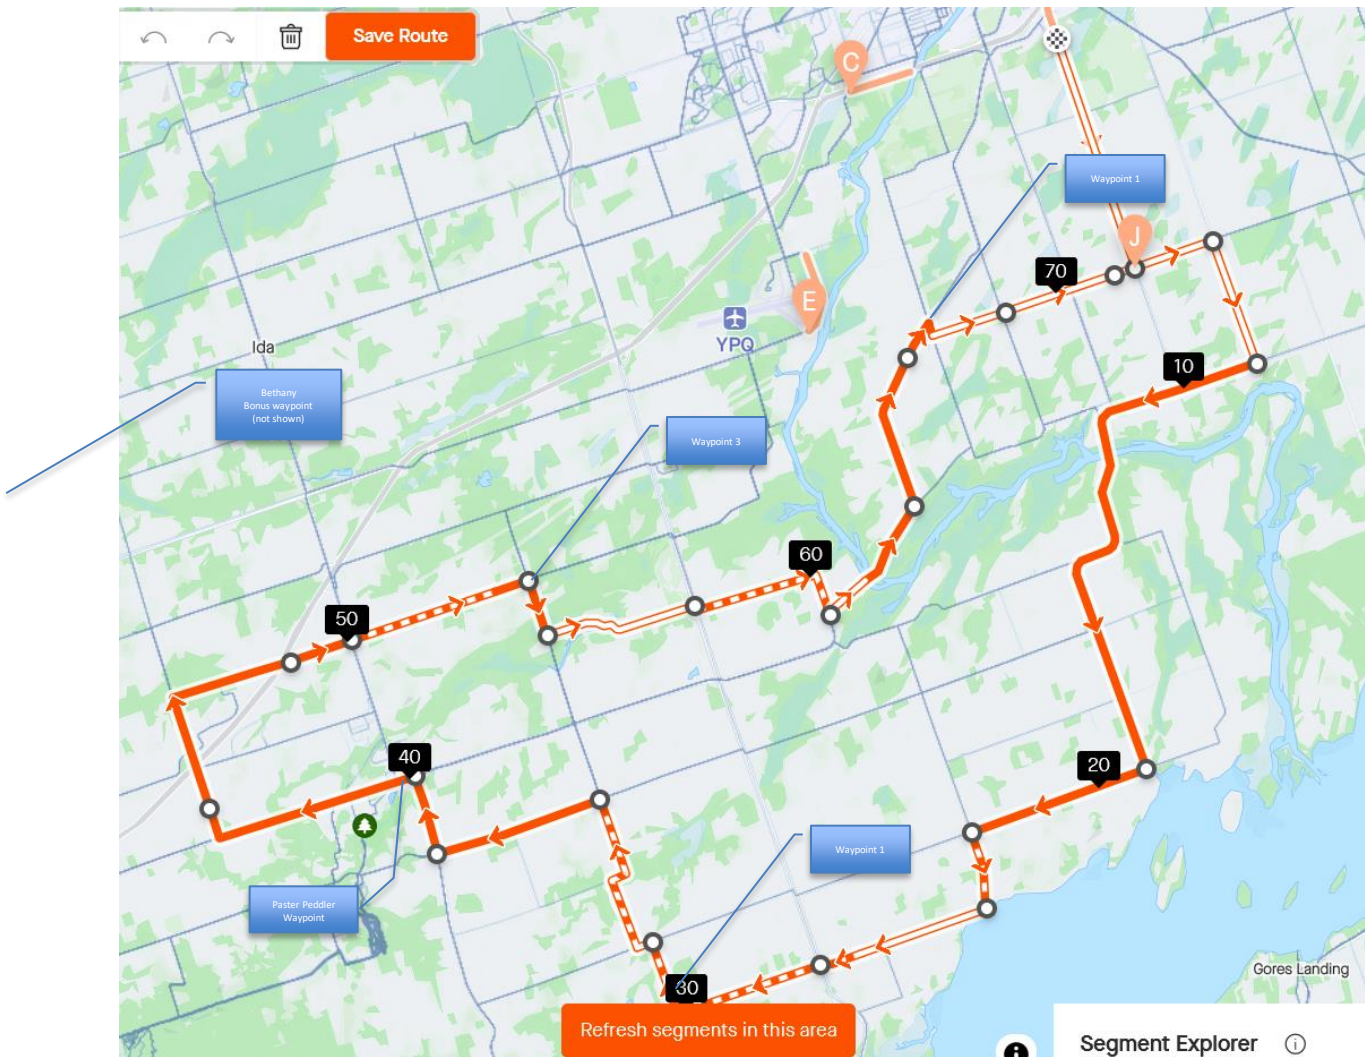 Save Route
C
Waypoint 1
J
70
E
YPQ
Ida
10
Bethany
Bonus waypoint
(not shown)
Waypoint 3
60
50
40
20
Waypoint 1
Paster Peddler
Waypoint
30
Gores Landing
Refresh segments in this area
Segment Explorer